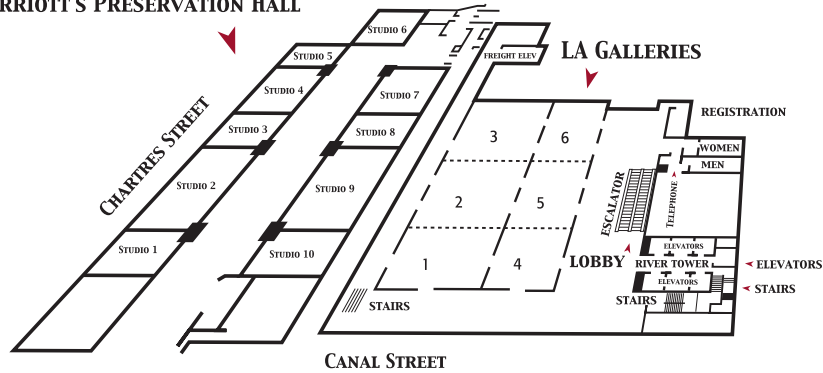 RRIOTT'S PRESERVATION HALL
STUDIO 6
STUDIO 5
FREIGHT ELEV
LA GALLERIES
STUDIO 4
STUDIO 7
REGISTRATION
STUDIO 3
STUDIO 8
3
6
WOMEN
MEN
CHARTRES STREET
STUDIO 2
STUDIO 9
2
5
ESCALATOR
TELEPHONE
STUDIO 1
STUDIO 10
1
4
LOBBY
ELEVATORS
RIVER TOWER
ELEVATORS
ELEVATORS
STAIRS
STAIRS
STAIRS
CANAL STREET